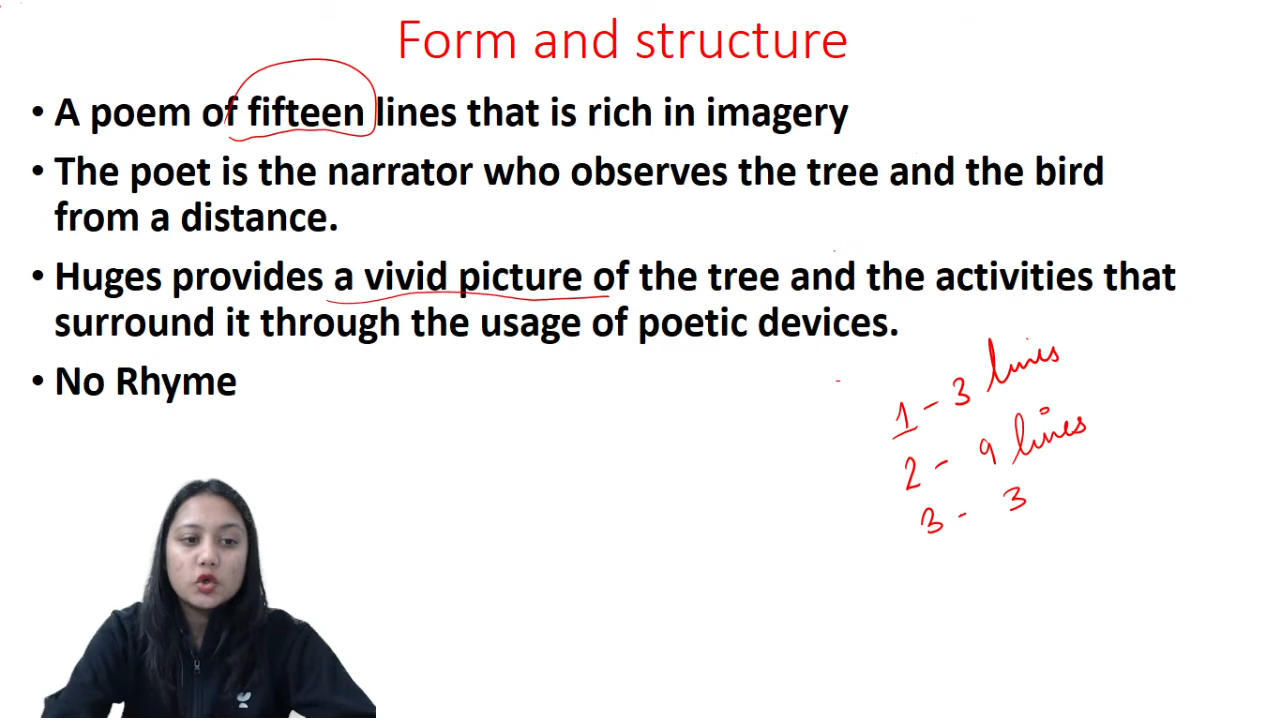 Form and structure
• A poem of fifteen lines that is rich in imagery
• The poet is the narrator who observes the tree and the bird
from a distance.
• Huges provides a vivid picture of the tree and the activities that
surround it through the usage of poetic devices.
• No Rhyme
1 - 3 lines
2 - 9 lines
3 - 3